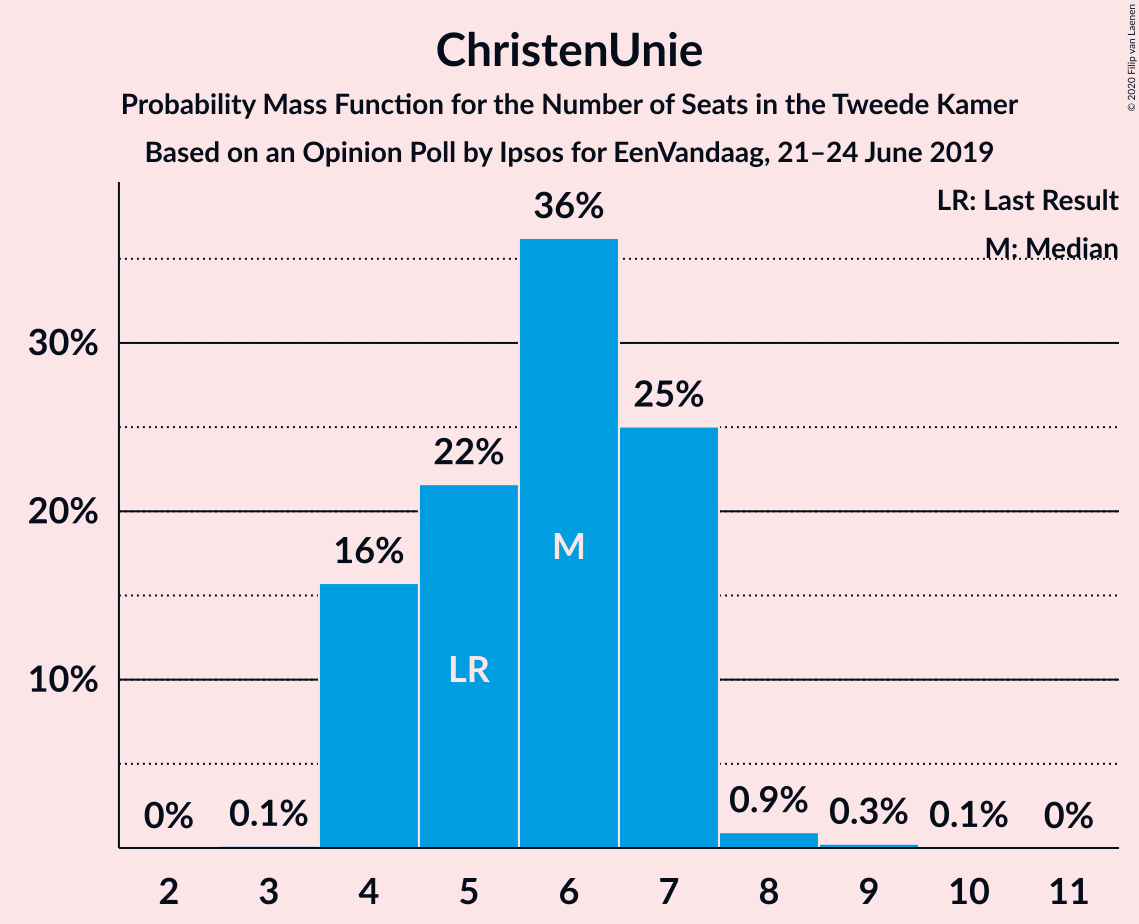 ChristenUnie
Probability Mass Function for the Number of Seats in the Tweede Kamer
Based on an Opinion Poll by Ipsos for EenVandaag, 21–24 June 2019
© 2020 Filip van Laenen
LR: Last Result
M: Median
36%
30%
25%
22%
20%
16%
M
LR
10%
0%
0.1%
0.9%
0.3%
0.1%
0%
2 3 4 5 6 7 8 9 10 11